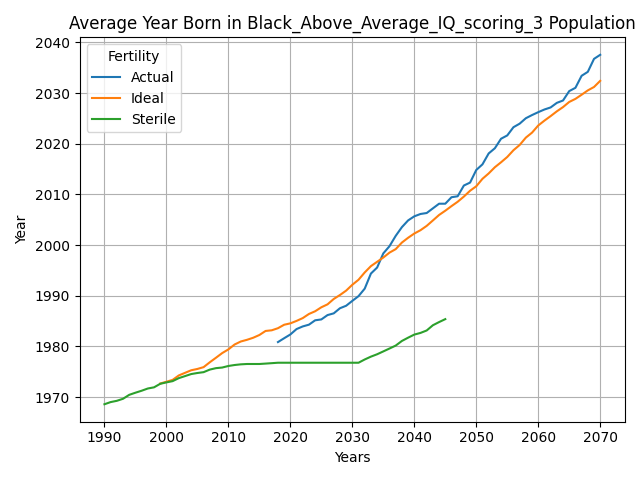 Average Year Born in Black_Above_Average_IQ_scoring_3 Population
Fertility
Actual
Ideal
Sterile
2040
2030
2020
2010
2000
1990
1980
1970
Year
1990 2000 2010 2020 2030 2040 2050 2060 2070
Years